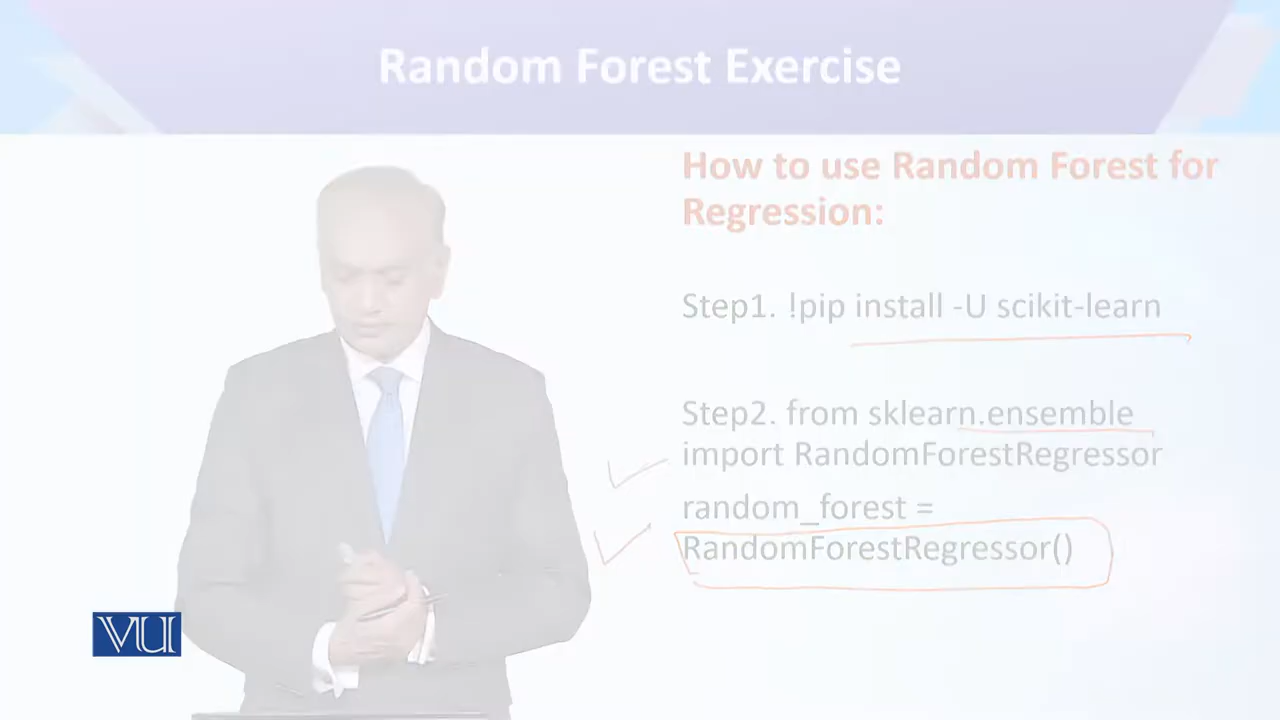 Random Forest Exercise
How to use Random Forest for
Regression:
Step1. !pip install -U scikit-learn
Step2. from sklearn.ensemble
import RandomForestRegressor
random_forest =
RandomForestRegressor()
VU